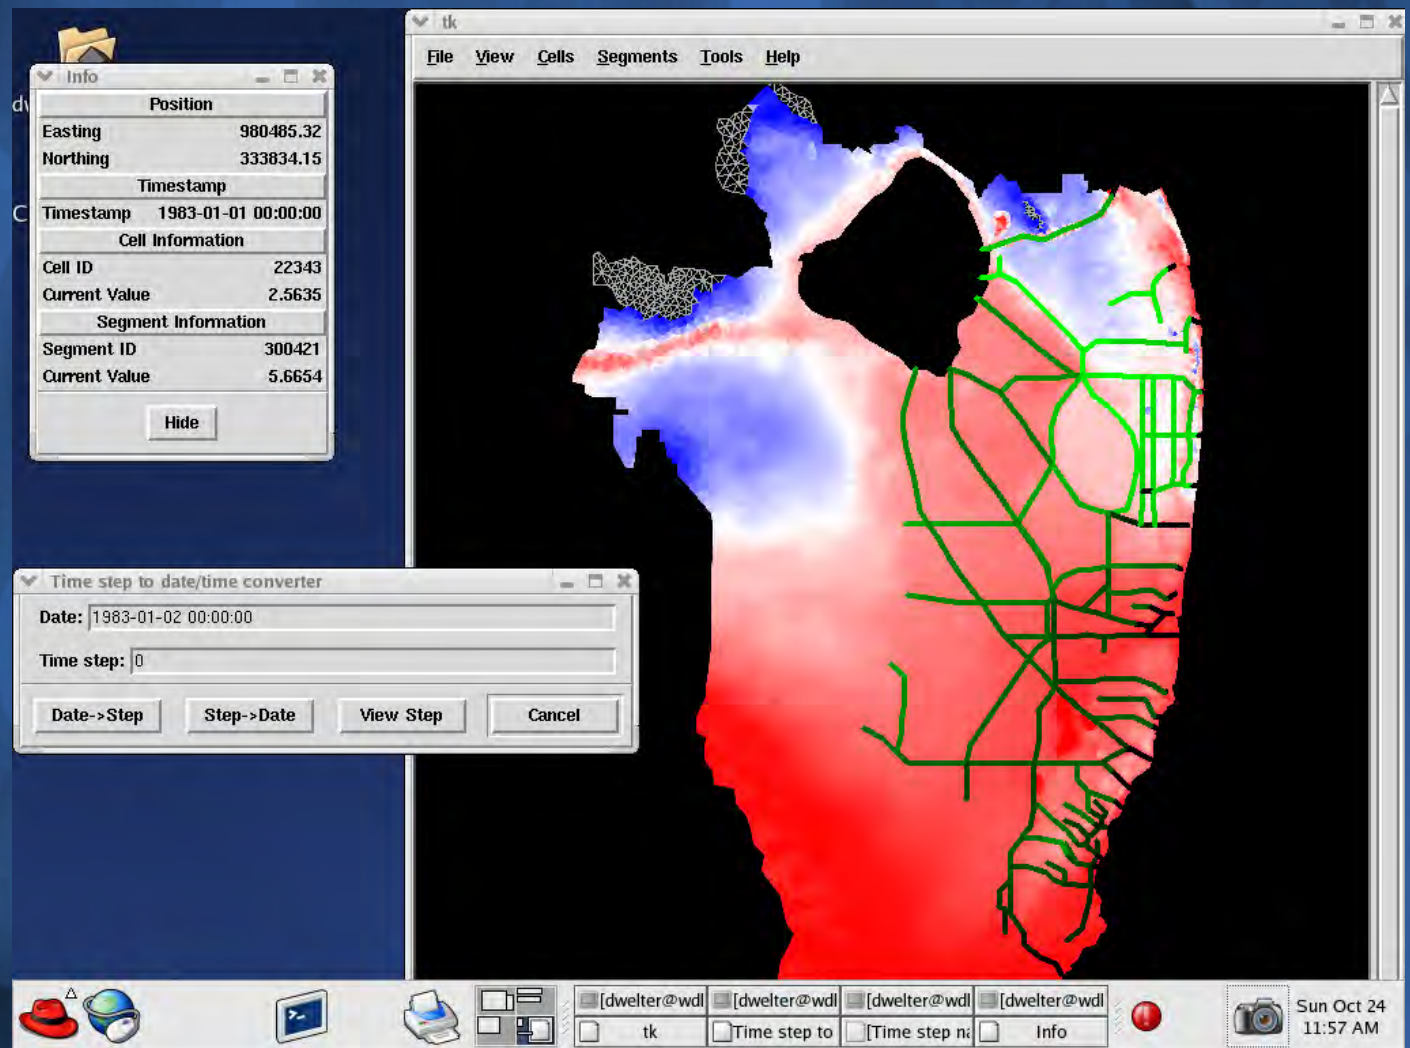 Info
Position
Easting 980485.32
Northing 333834.15
Timestamp
Timestamp 1983-01-01 00:00:00
Cell Information
Cell ID 22343
Current Value 2.5635
Segment Information
Segment ID 300421
Current Value 5.6654
Hide
tk
File View Cells Segments Tools Help
Time step to date/time converter
Date: 1983-01-02 00:00:00
Time step: 0
Date->Step Step->Date View Step Cancel
[dwelter@wdl [dwelter@wdl [dwelter@wdl [dwelter@wdl
tk Time step to [Time step na Info
Sun Oct 24
11:57 AM